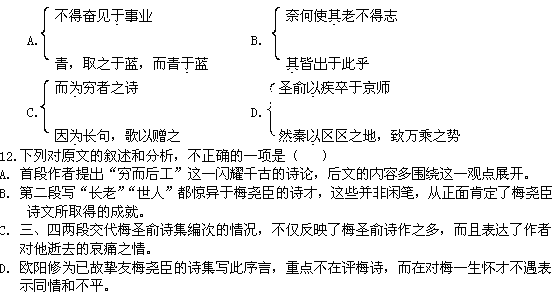 不得奋见于事业
奈何使其老不得志
A.
B.
青，取之于蓝，而青于蓝
其皆出于此乎
而为穷者之诗
圣俞以疾卒于京师
C.
D.
因为长句，歌以赠之
然秦以区区之地，致万乘之势
12.下列对原文的叙述和分析，不正确的一项是（　）
A. 首段作者提出“穷而后工”这一闪耀千古的诗论，后文的内容多围绕这一观点展开。
B. 第二段写“长老”“世人”都惊异于梅尧臣的诗才，这些并非闲笔，从正面肯定了梅尧臣
诗文所取得的成就。
C. 三、四两段交代梅圣俞诗集编次的情况，不仅反映了梅圣俞诗作之多，而且表达了作者
对他逝去的哀痛之情。
D. 欧阳修为已故挚友梅尧臣的诗集写此序言，重点不在评梅诗，而在对梅一生怀才不遇表
示同情和不平。